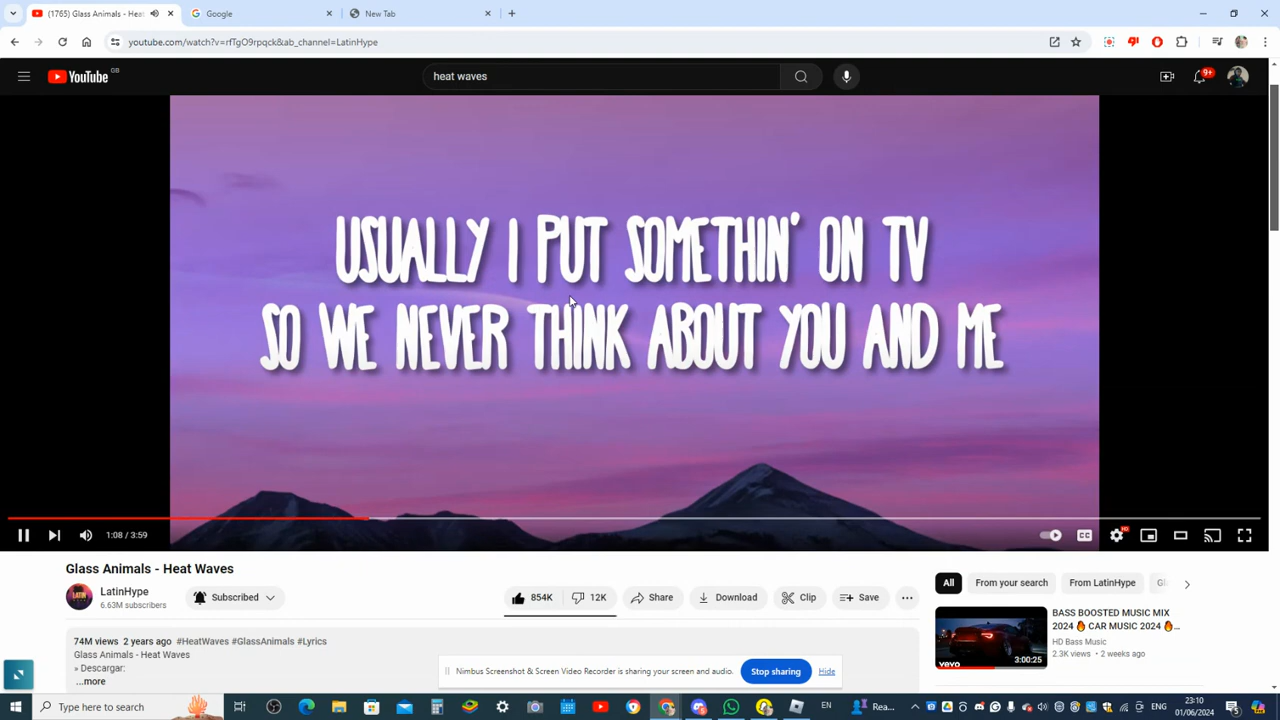 (1765) Glass Animals - Hea
Google
New Tab
youtube.com/watch?v=rfTgO9rpqck&ab_channel=LatinHype
YouTube GB
heat waves
9+
USUALLY I PUT SOMETHIN' ON TV
SO WE NEVER THINK ABOUT YOU AND ME
1:08 / 3:59
CC
HD
Glass Animals - Heat Waves
LatinHype
6.63M subscribers
Subscribed
854K
12K
Share
Download
Clip
Save
All
From your search
From LatinHype
74M views 2 years ago #HeatWaves #GlassAnimals #Lyrics
Glass Animals - Heat Waves
» Descargar:
...more
BASS BOOSTED MUSIC MIX
2024 🔥 CAR MUSIC 2024 🔥...
HD Bass Music
2.3K views • 2 weeks ago
vevo
3:00:25
Nimbus Screenshot & Screen Video Recorder is sharing your screen and audio.
Stop sharing
Hide
Type here to search
EN
Rea...
ENG
23:10
01/06/2024
5